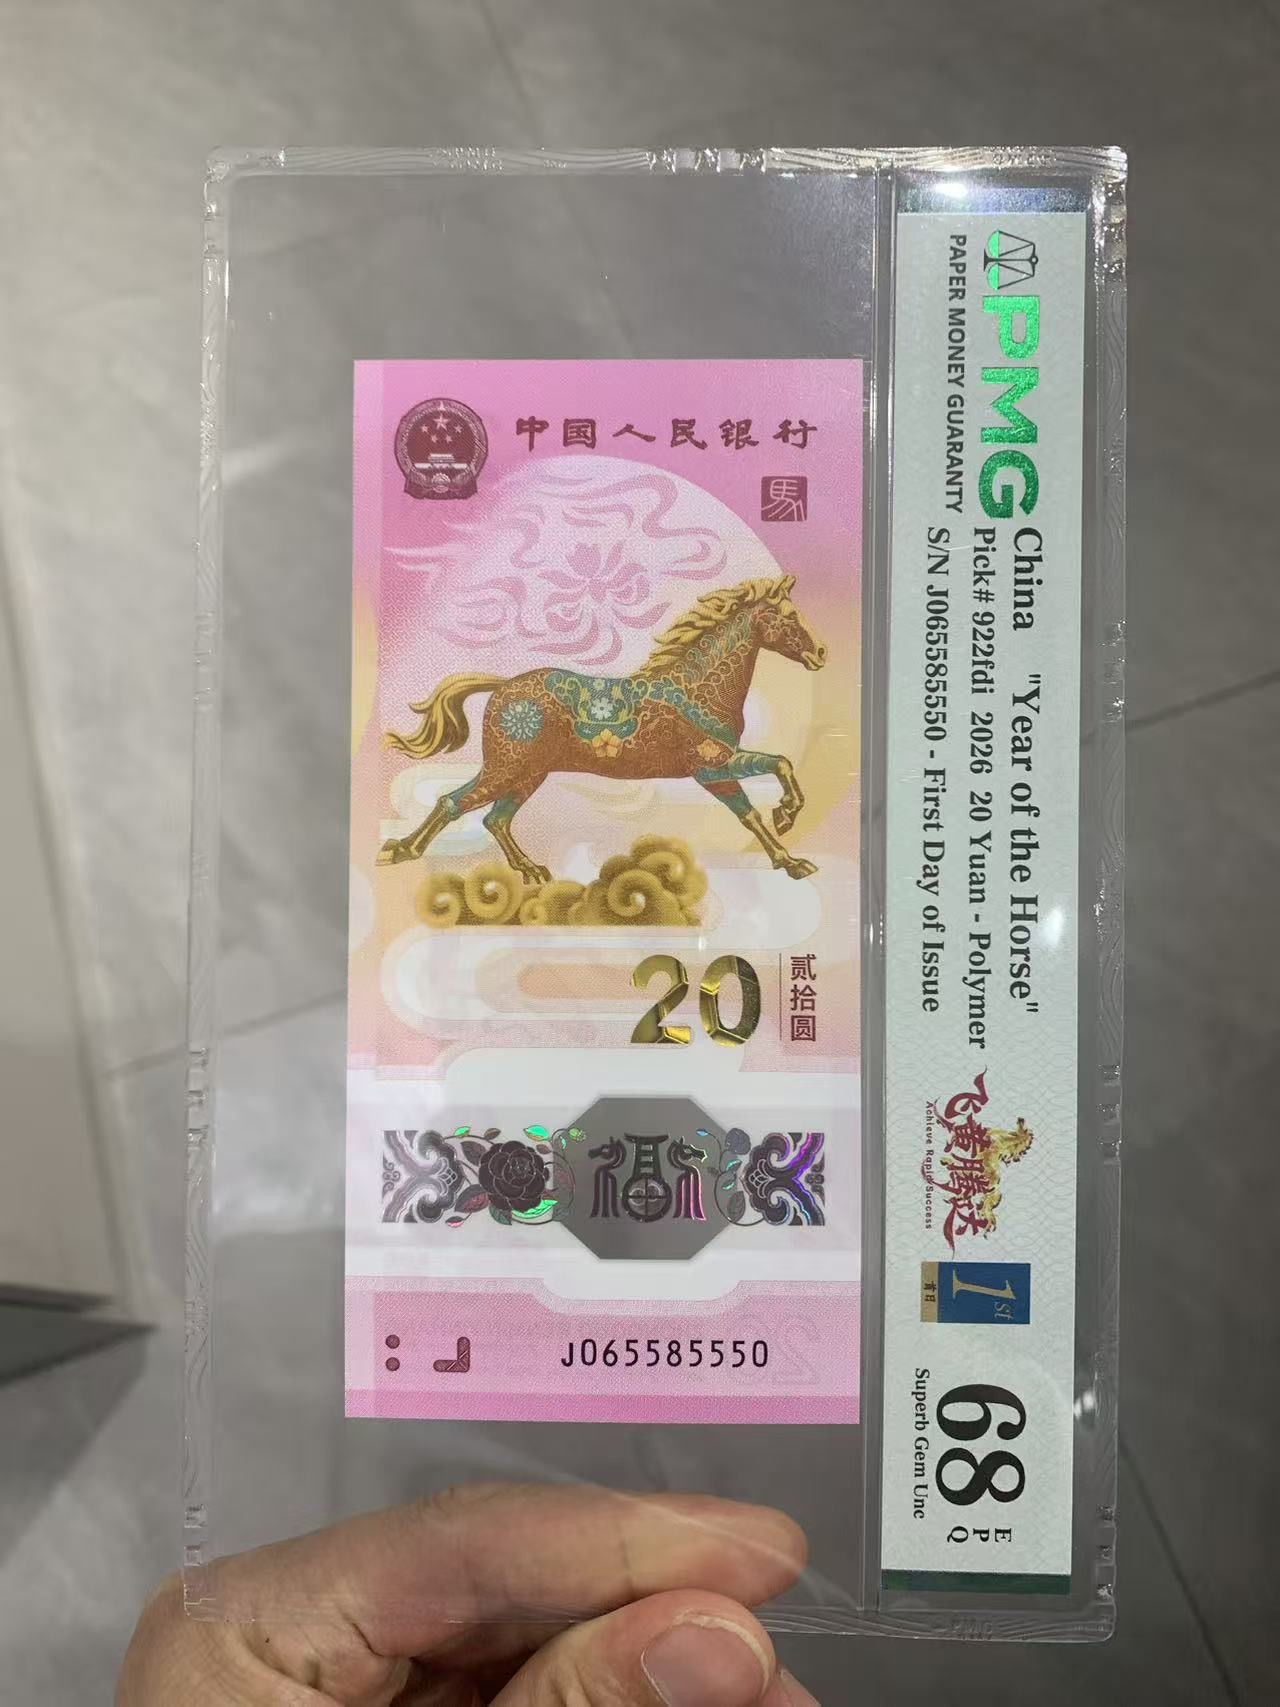 中国人民银行
馬
20
贰拾圆
J065585550
PMG
PAPER MONEY GUARANTY
China "Year of the Horse"
Pick# 922fdi 2026 20 Yuan - Polymer
S/N J065585550 - First Day of Issue
飞黄腾达
Achieve Rapid Success
1st
首日
68
EPQ
Superb Gem Unc